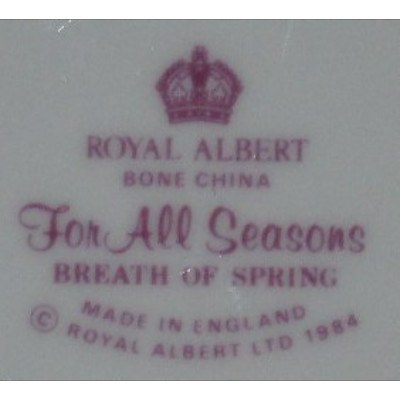 ROYAL ALBERT
BONE CHINA
For All Seasons
BREATH OF SPRING
MADE IN ENGLAND
© ROYAL ALBERT LTD 1984